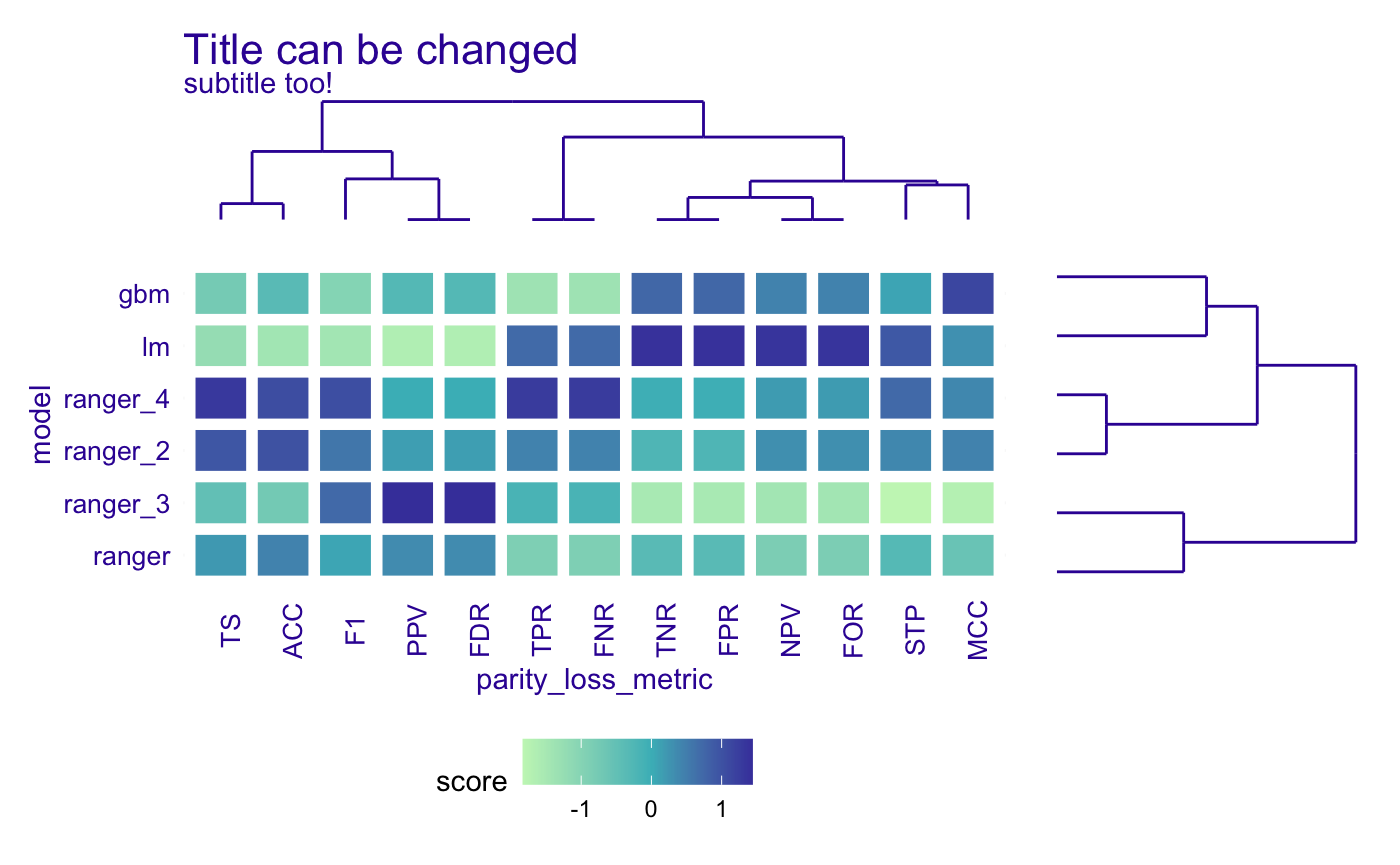 Title can be changed
subtitle too!
model
gbm
lm
ranger_4
ranger_2
ranger_3
ranger
TS ACC F1 PPV FDR TPR FNR TNR FPR NPV FOR STP MCC
parity_loss_metric
score
-1 0 1